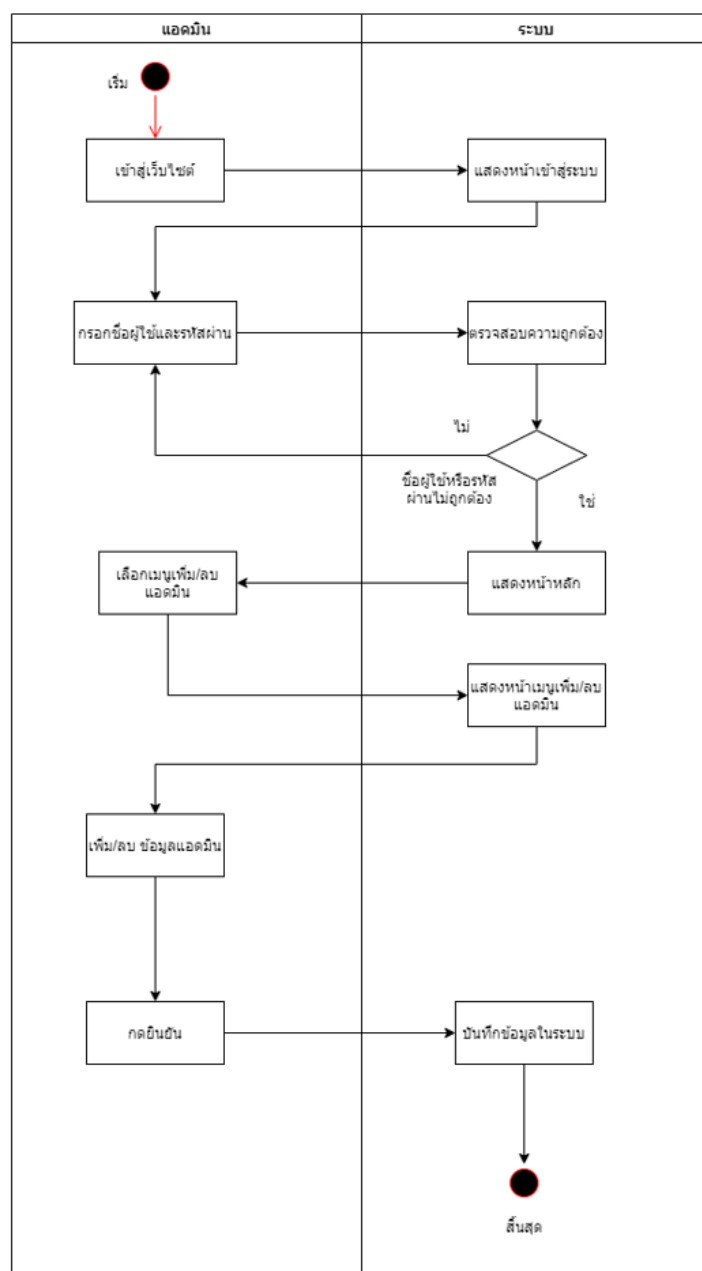 แอดมิน
ระบบ
เริ่ม
เข้าสู่เว็บไซต์
แสดงหน้าเข้าสู่ระบบ
กรอกชื่อผู้ใช้และรหัสผ่าน
ตรวจสอบความถูกต้อง
ไม่
ชื่อผู้ใช้หรือรหัส
ผ่านไม่ถูกต้อง
ใช่
แสดงหน้าหลัก
เลือกเมนูเพิ่ม/ลบ
แอดมิน
แสดงหน้าเมนูเพิ่ม/ลบ
แอดมิน
เพิ่ม/ลบ ข้อมูลแอดมิน
กดยืนยัน
บันทึกข้อมูลในระบบ
สิ้นสุด